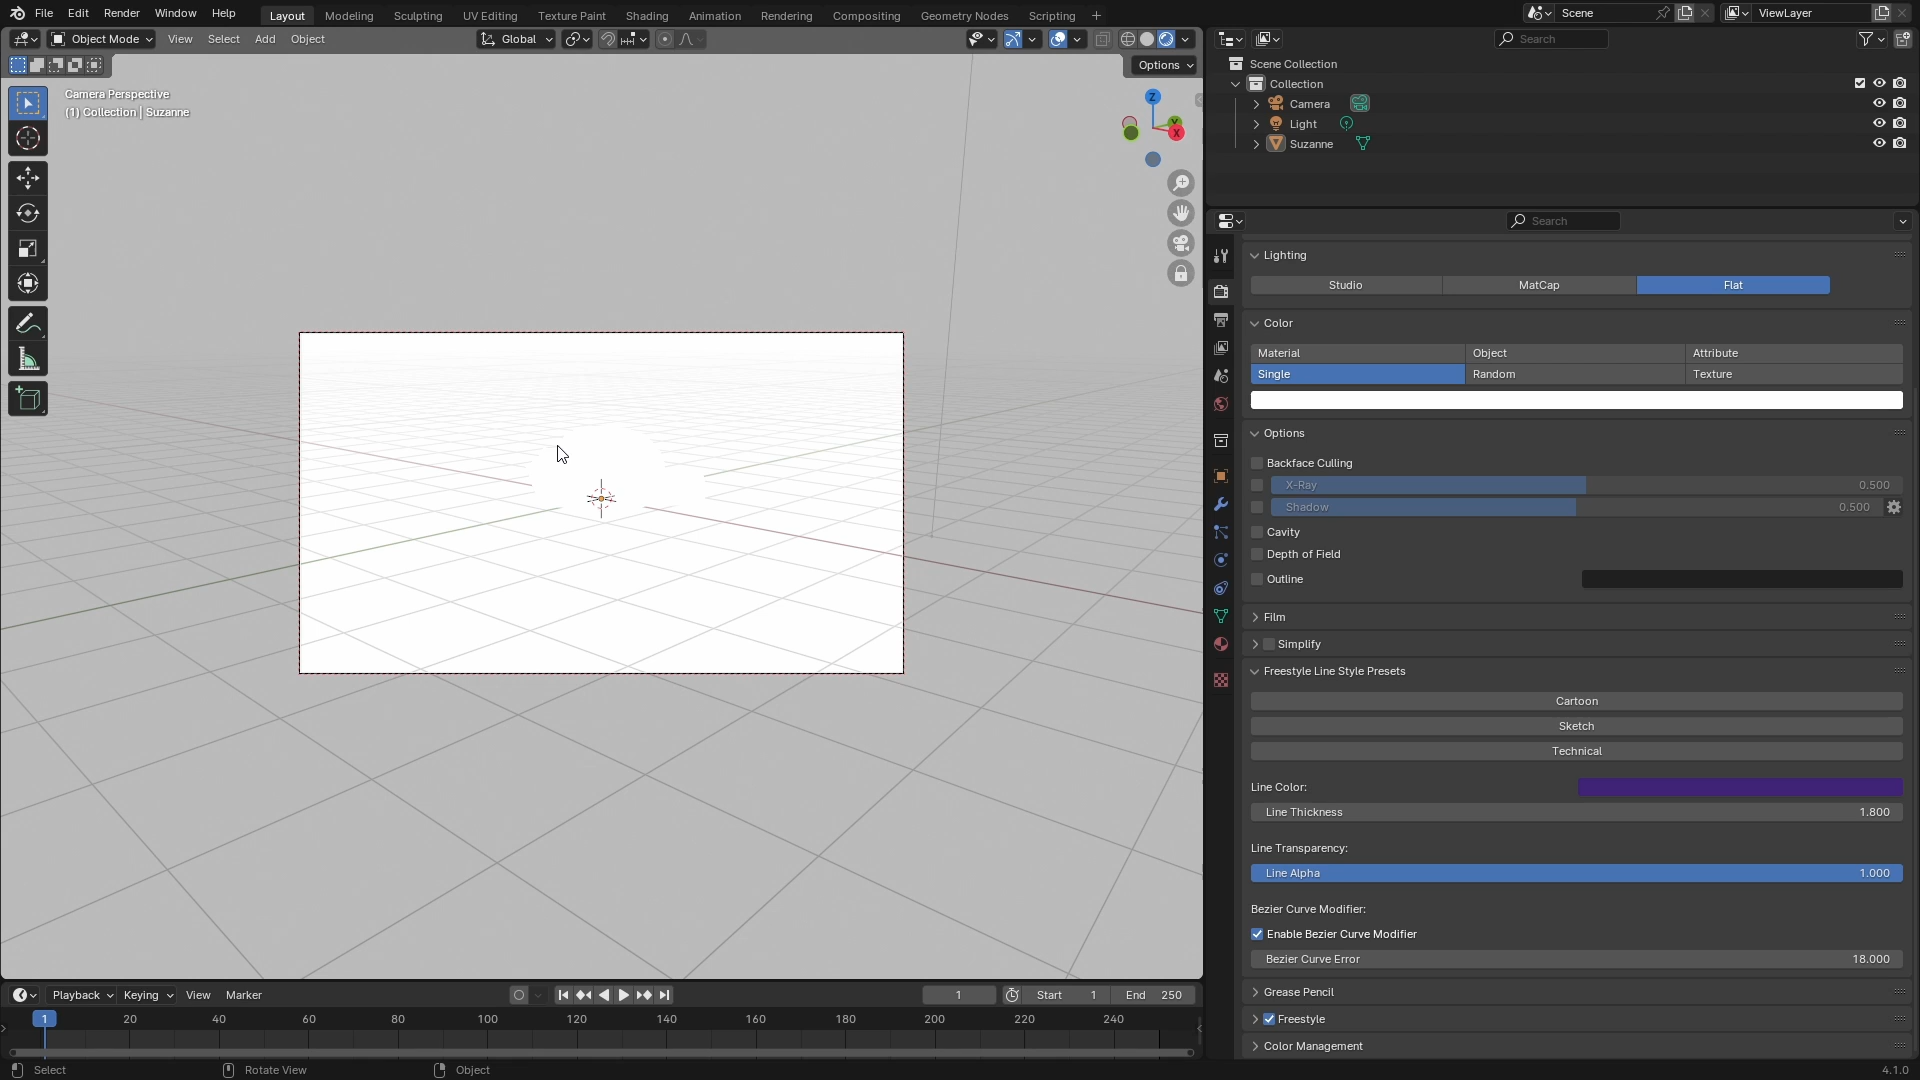 File Edit Render Window Help Layout Modeling Sculpting UV Editing Texture Paint Shading Animation Rendering Compositing Geometry Nodes Scripting + Scene ViewLayer
Object Mode View Select Add Object Global Search
Options
Camera Perspective
(1) Collection | Suzanne
Z
Y
X
Scene Collection
Collection
Camera
Light
Suzanne
Search
Lighting
Studio MatCap Flat
Color
Material Object Attribute
Single Random Texture
Options
Backface Culling
X-Ray 0.500
Shadow 0.500
Cavity
Depth of Field
Outline
Film
Simplify
Freestyle Line Style Presets
Cartoon
Sketch
Technical
Line Color:
Line Thickness 1.800
Line Transparency:
Line Alpha 1.000
Bezier Curve Modifier:
Enable Bezier Curve Modifier
Bezier Curve Error 18.000
Grease Pencil
Freestyle
Color Management
Playback Keying View Marker 1 Start 1 End 250
1 20 40 60 80 100 120 140 160 180 200 220 240
Select Rotate View Object 4.1.0